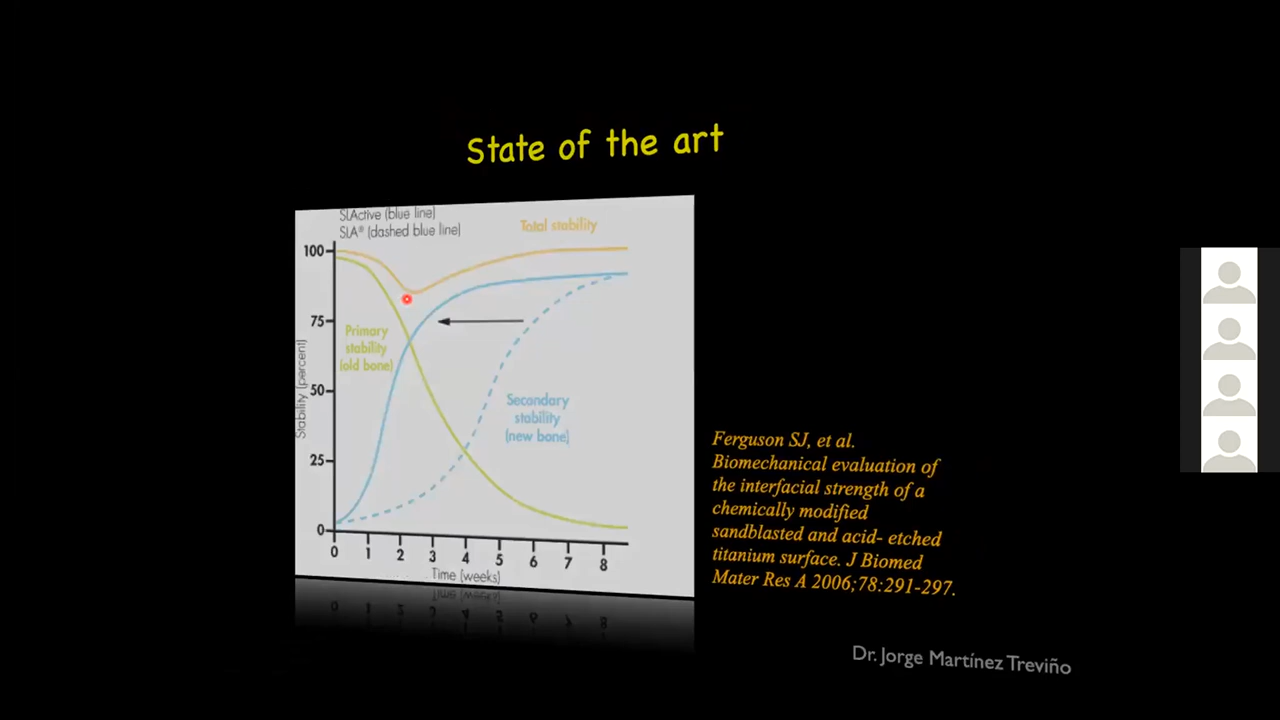 State of the art
SLActive (blue line)
SLA® (dashed blue line)
Total stability
100
75
50
25
0
Stability (percent)
Primary
stability
(old bone)
Secondary
stability
(new bone)
0 1 2 3 4 5 6 7 8
Time (weeks)
Ferguson SJ, et al.
Biomechanical evaluation of
the interfacial strength of a
chemically modified
sandblasted and acid- etched
titanium surface. J Biomed
Mater Res A 2006;78:291-297.
Dr. Jorge Martínez Treviño